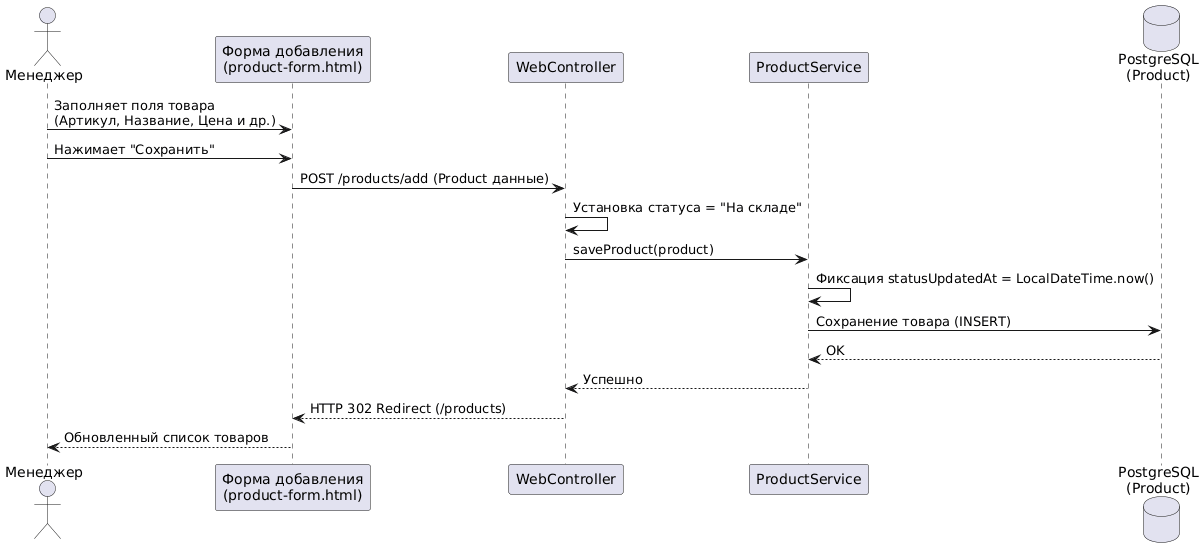 Менеджер
Форма добавления
(product-form.html)
WebController
ProductService
PostgreSQL
(Product)
Заполняет поля товара
(Артикул, Название, Цена и др.)
Нажимает "Сохранить"
POST /products/add (Product данные)
Установка статуса = "На складе"
saveProduct(product)
Фиксация statusUpdatedAt = LocalDateTime.now()
Сохранение товара (INSERT)
OK
Успешно
HTTP 302 Redirect (/products)
Обновленный список товаров
Менеджер
Форма добавления
(product-form.html)
WebController
ProductService
PostgreSQL
(Product)